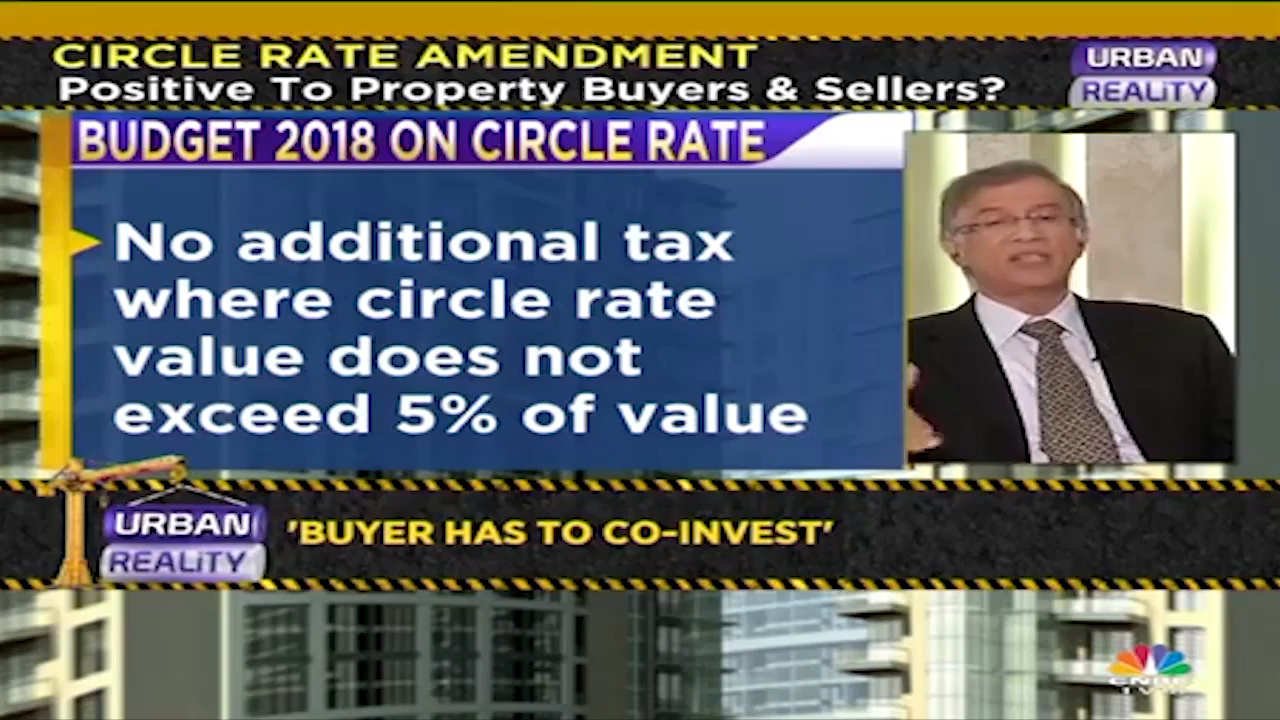 CIRCLE RATE AMENDMENT
Positive To Property Buyers & Sellers?
URBAN
REALITY
BUDGET 2018 ON CIRCLE RATE
No additional tax
where circle rate
value does not
exceed 5% of value
URBAN
REALITY
'BUYER HAS TO CO-INVEST'
CNBC